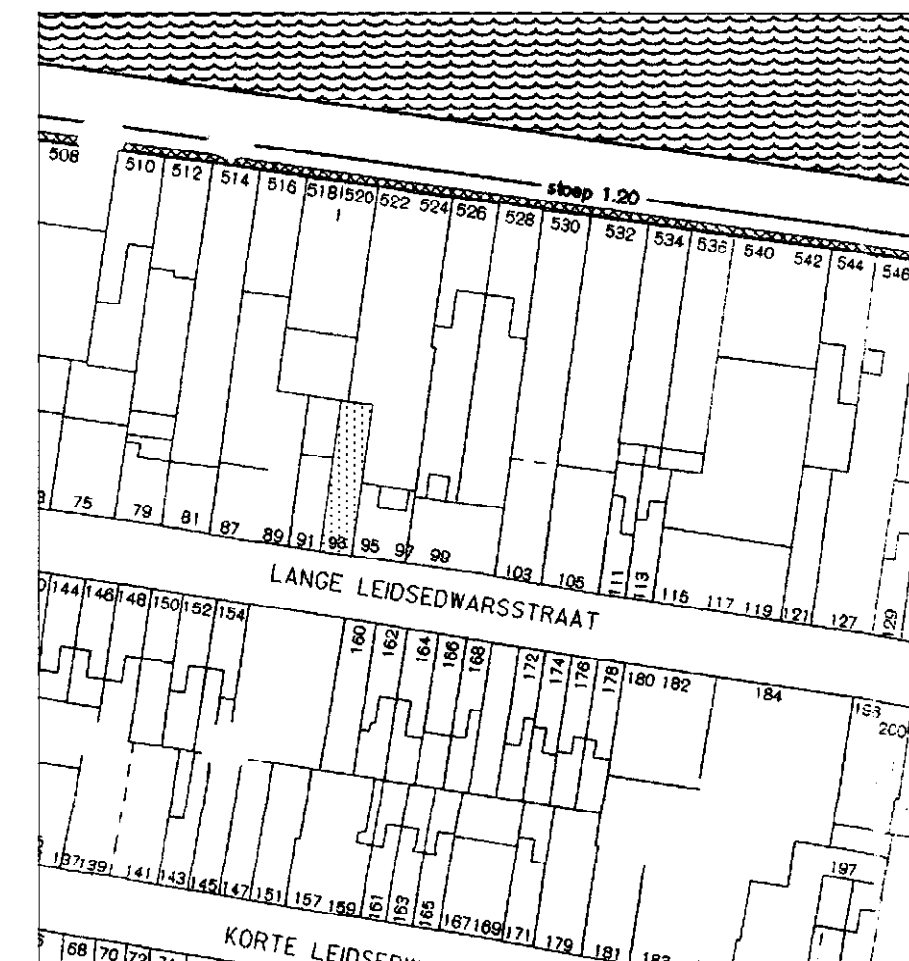 508
510 512 514 516 518 520 522 524 526 528 530 532 534 536 540 542 544 546
stoep 1.20
75 79 81 87 89 91 93 95 97 99 103 105 111 113 115 117 119 121 127 129
LANGE LEIDSEDWARSSTRAAT
144 146 148 150 152 154 160 162 164 166 168 172 174 176 178 180 182 184 198 200
197
137 139 141 143 145 147 151 157 159 161 163 165 167 169 171 179 181 183
KORTE
68 70 72